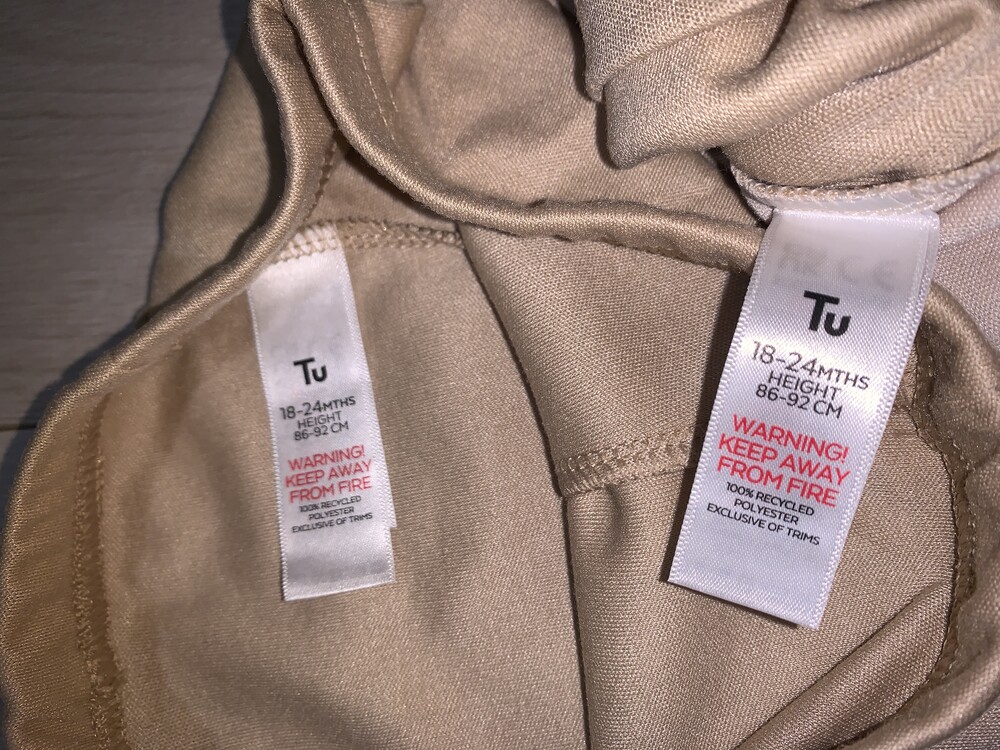 Tu
18-24MTHS
HEIGHT
86-92 CM
WARNING!
KEEP AWAY
FROM FIRE
100% RECYCLED
POLYESTER
EXCLUSIVE OF TRIMS
Tu
18-24MTHS
HEIGHT
86-92 CM
WARNING!
KEEP AWAY
FROM FIRE
100% RECYCLED
POLYESTER
EXCLUSIVE OF TRIMS